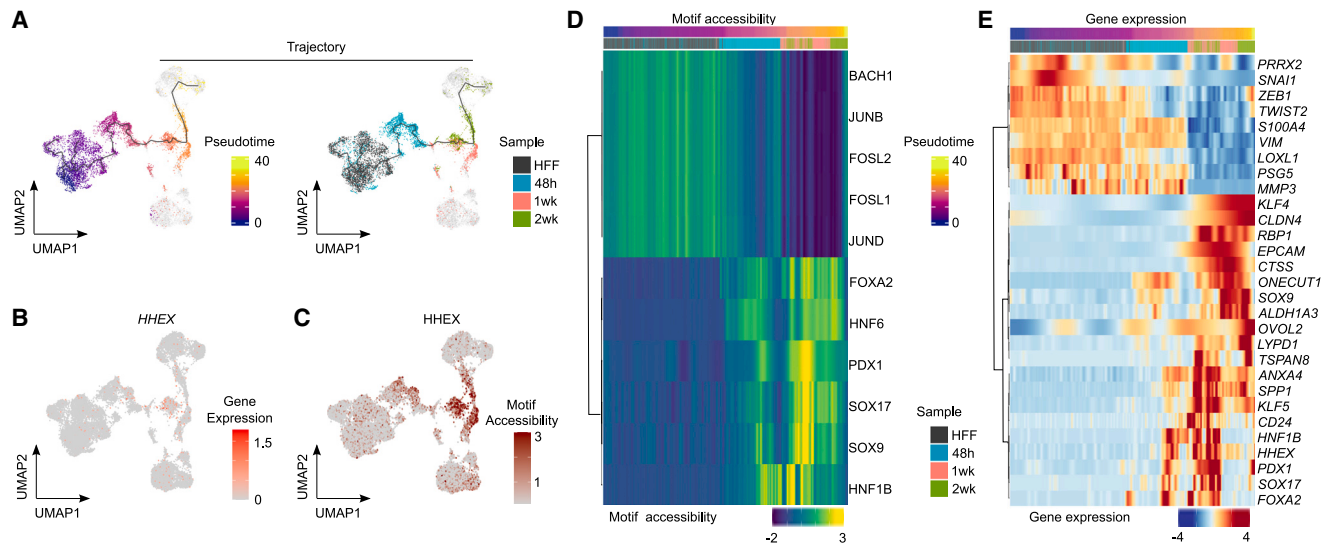 A
Trajectory
Pseudotime
40
0
UMAP2
UMAP1
Sample
HFF
48h
1wk
2wk
UMAP2
UMAP1
B
HHEX
Gene
Expression
1.5
0
UMAP2
UMAP1
C
HHEX
Motif
Accessibility
3
1
UMAP2
UMAP1
D
Motif accessibility
BACH1
JUNB
FOSL2
FOSL1
JUND
FOXA2
HNF6
PDX1
SOX17
SOX9
HNF1B
Motif accessibility
-2
3
Pseudotime
40
0
Sample
HFF
48h
1wk
2wk
E
Gene expression
PRRX2
SNAI1
ZEB1
TWIST2
S100A4
VIM
LOXL1
PSG5
MMP3
KLF4
CLDN4
RBP1
EPCAM
CTSS
ONECUT1
SOX9
ALDH1A3
OVOL2
LYPD1
TSPAN8
ANXA4
SPP1
KLF5
CD24
HNF1B
HHEX
PDX1
SOX17
FOXA2
Gene expression
-4
4